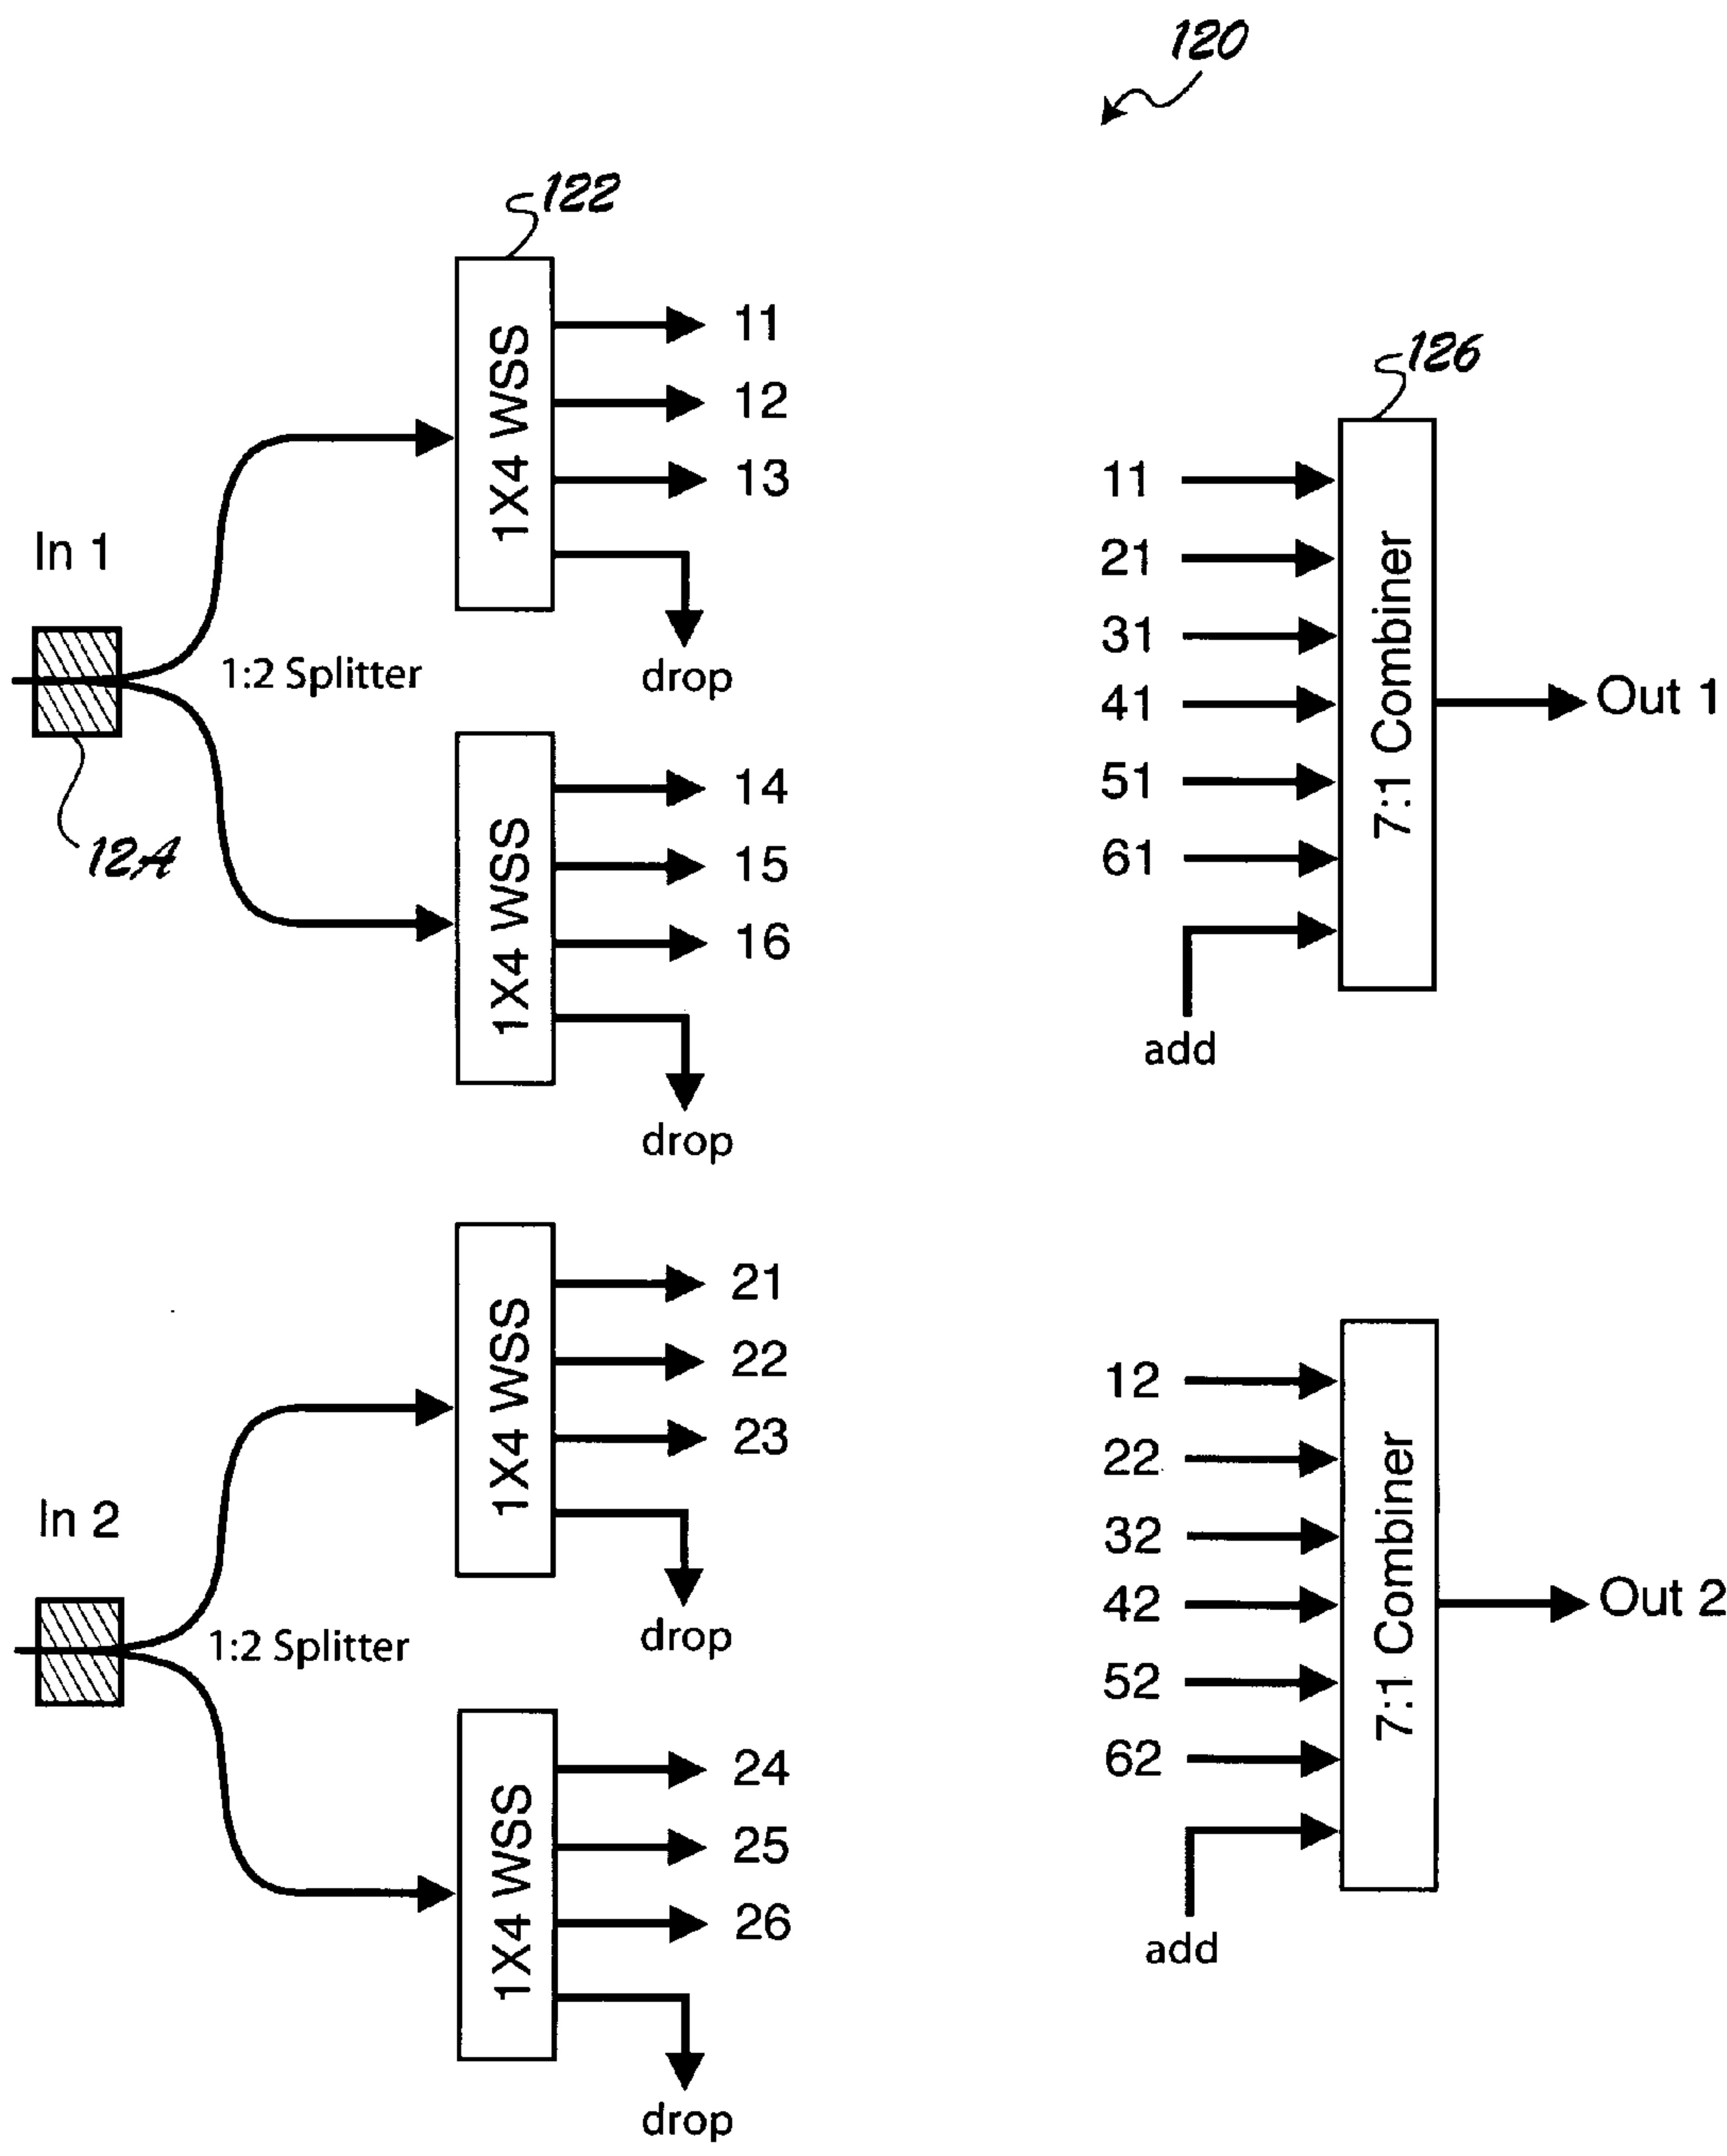 120
122
1X4 WSS
11
12
13
drop
In 1
1:2 Splitter
12A
1X4 WSS
14
15
16
drop
126
11
21
31
41
51
61
add
7:1 Combiner
Out 1
1X4 WSS
21
22
23
drop
In 2
1:2 Splitter
1X4 WSS
24
25
26
drop
12
22
32
42
52
62
add
7:1 Combiner
Out 2